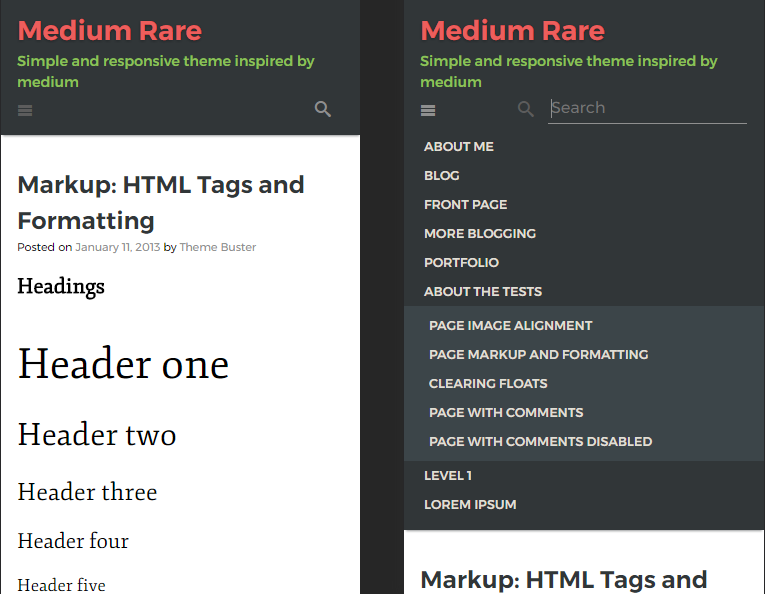 Medium Rare
Simple and responsive theme inspired by
medium
Markup: HTML Tags and
Formatting
Posted on January 11, 2013 by Theme Buster
Headings
Header one
Header two
Header three
Header four
Header five
Medium Rare
Simple and responsive theme inspired by
medium
Search
ABOUT ME
BLOG
FRONT PAGE
MORE BLOGGING
PORTFOLIO
ABOUT THE TESTS
PAGE IMAGE ALIGNMENT
PAGE MARKUP AND FORMATTING
CLEARING FLOATS
PAGE WITH COMMENTS
PAGE WITH COMMENTS DISABLED
LEVEL 1
LOREM IPSUM
Markup: HTML Tags and